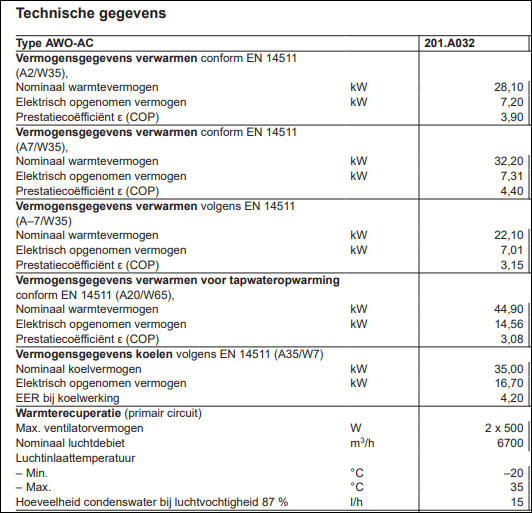 Technische gegevens
Type AWO-AC 201.A032
Vermogensgegevens verwarmen conform EN 14511
(A2/W35),
Nominaal warmtevermogen kW 28,10
Elektrisch opgenomen vermogen kW 7,20
Prestatiecoëfficiënt ε (COP) 3,90
Vermogensgegevens verwarmen conform EN 14511
(A7/W35),
Nominaal warmtevermogen kW 32,20
Elektrisch opgenomen vermogen kW 7,31
Prestatiecoëfficiënt ε (COP) 4,40
Vermogensgegevens verwarmen volgens EN 14511
(A–7/W35)
Nominaal warmtevermogen kW 22,10
Elektrisch opgenomen vermogen kW 7,01
Prestatiecoëfficiënt ε (COP) 3,15
Vermogensgegevens verwarmen voor tapwateropwarming
conform EN 14511 (A20/W65),
Nominaal warmtevermogen kW 44,90
Elektrisch opgenomen vermogen kW 14,56
Prestatiecoëfficiënt ε (COP) 3,08
Vermogensgegevens koelen volgens EN 14511 (A35/W7)
Nominaal koelvermogen kW 35,00
Elektrisch opgenomen vermogen kW 16,70
EER bij koelwerking 4,20
Warmterecuperatie (primair circuit)
Max. ventilatorvermogen W 2 x 500
Nominaal luchtdebiet m³/h 6700
Luchtinlaattemperatuur
– Min. °C –20
– Max. °C 35
Hoeveelheid condenswater bij luchtvochtigheid 87 % l/h 15